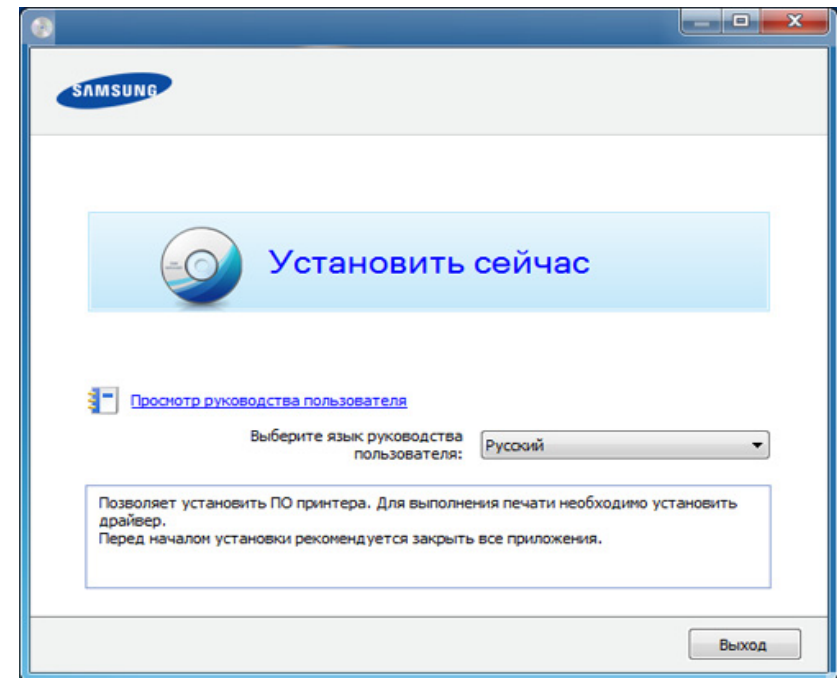 SAMSUNG
Установить сейчас
Просмотр руководства пользователя
Выберите язык руководства
пользователя:
Русский
Позволяет установить ПО принтера. Для выполнения печати необходимо установить
драйвер.
Перед началом установки рекомендуется закрыть все приложения.
Выход